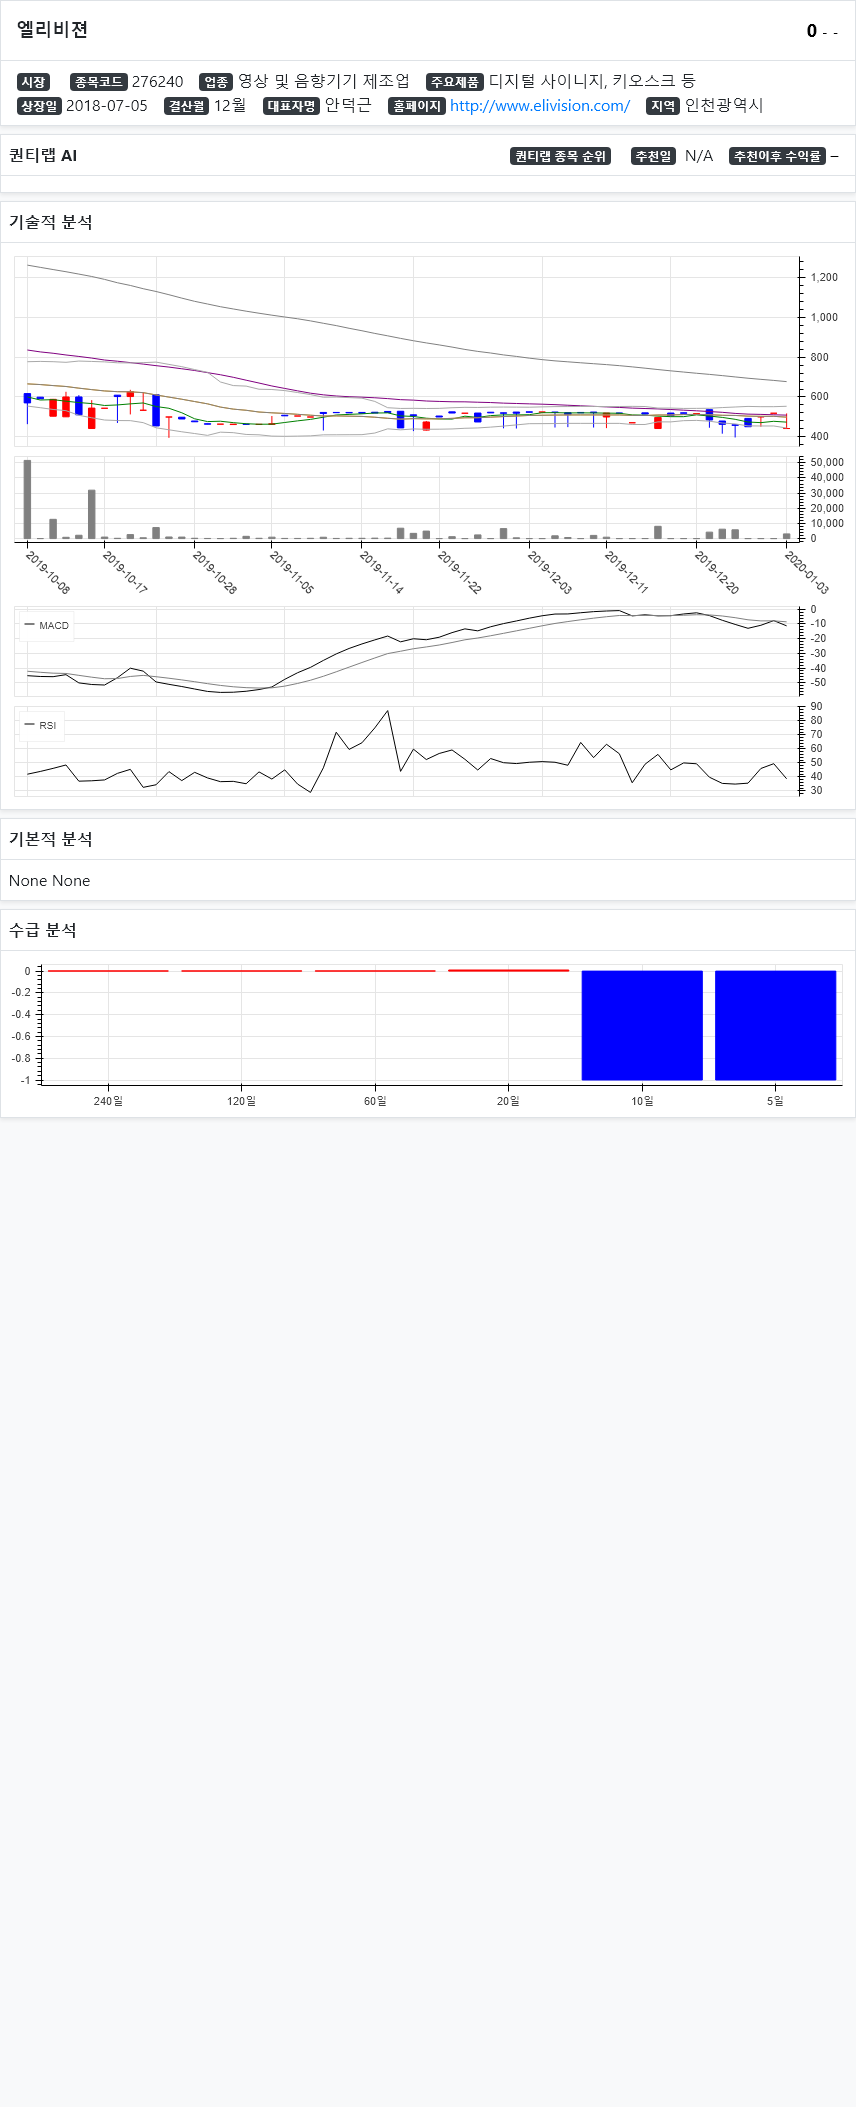 엘리비젼 0 - -
시장 종목코드 276240 업종 영상 및 음향기기 제조업 주요제품 디지털 사이니지, 키오스크 등
상장일 2018-07-05 결산월 12월 대표자명 안덕근 홈페이지 http://www.elivision.com/ 지역 인천광역시
퀀티랩 AI 퀀티랩 종목 순위 추천일 N/A 추천이후 수익률 –
기술적 분석
1,200
1,000
800
600
400
50,000
40,000
30,000
20,000
10,000
0
2019-10-08 2019-10-17 2019-10-28 2019-11-05 2019-11-14 2019-11-22 2019-12-03 2019-12-11 2019-12-20 2020-01-03
MACD
0
-10
-20
-30
-40
-50
RSI
90
80
70
60
50
40
30
기본적 분석
None None
수급 분석
0
-0.2
-0.4
-0.6
-0.8
-1
240일 120일 60일 20일 10일 5일